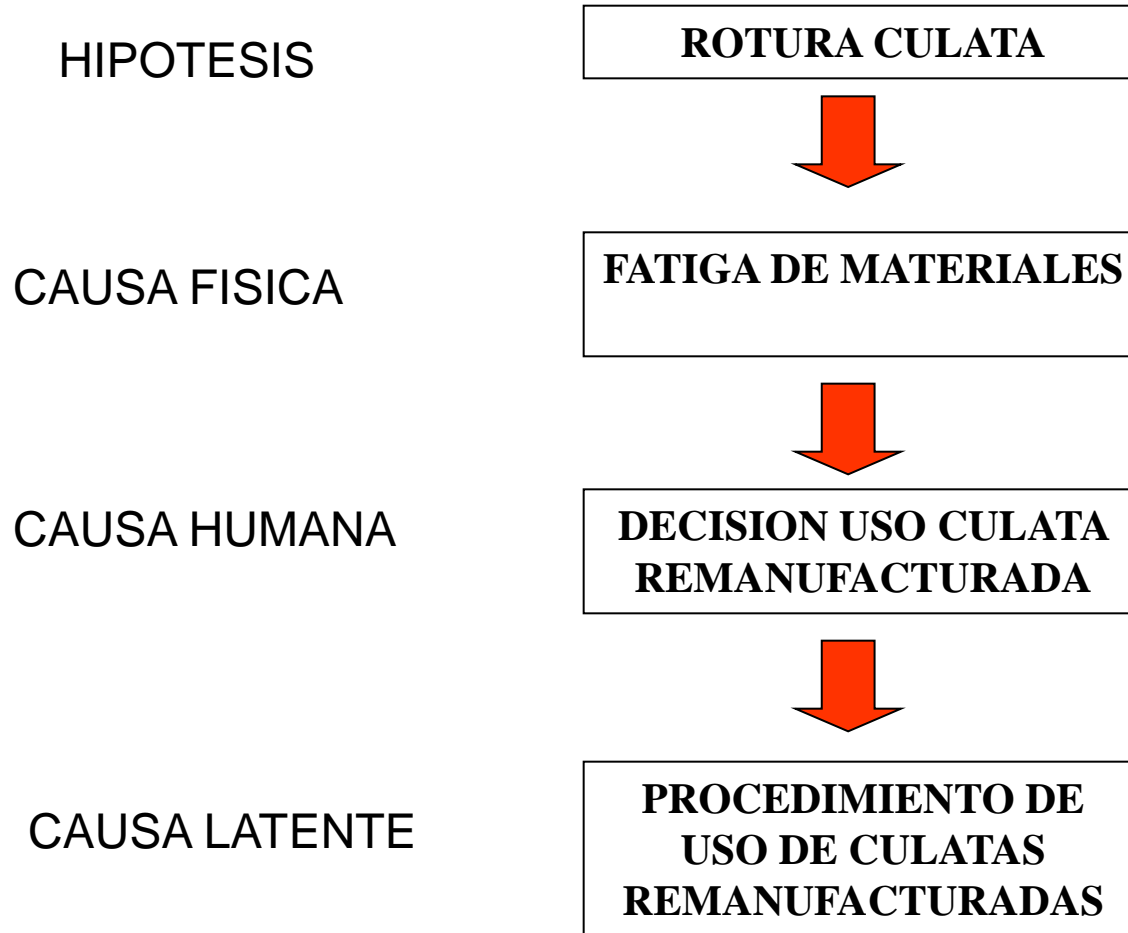 HIPOTESIS
ROTURA CULATA
CAUSA FISICA
FATIGA DE MATERIALES
CAUSA HUMANA
DECISION USO CULATA
REMANUFACTURADA
CAUSA LATENTE
PROCEDIMIENTO DE
USO DE CULATAS
REMANUFACTURADAS